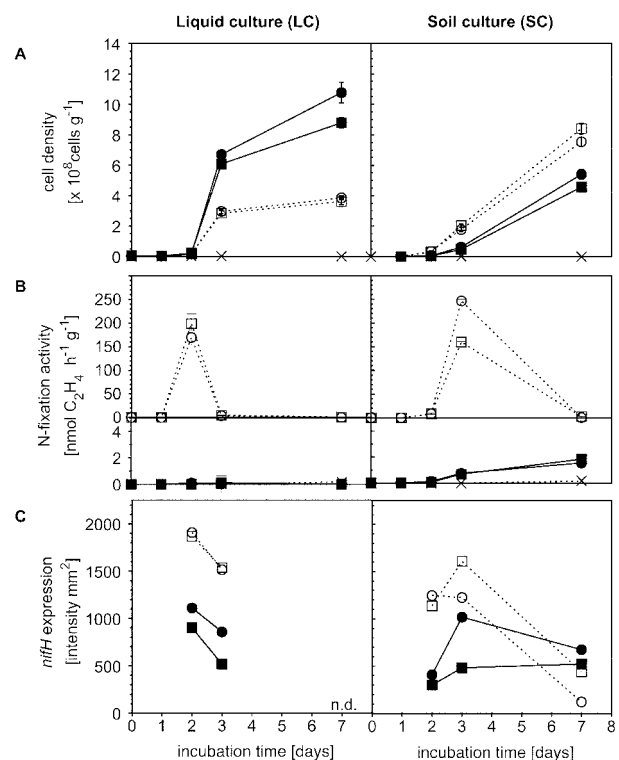 Liquid culture (LC) Soil culture (SC)
A
cell density
[x 10⁸cells g⁻¹]
14
12
10
8
6
4
2
0
B
N-fixation activity
[nmol C₂H₄ h⁻¹ g⁻¹]
250
200
150
100
50
0
4
2
0
C
nifH expression
[intensity mm²]
2000
1500
1000
500
0
n.d.
0 1 2 3 4 5 6 7 0 1 2 3 4 5 6 7 8
incubation time [days] incubation time [days]